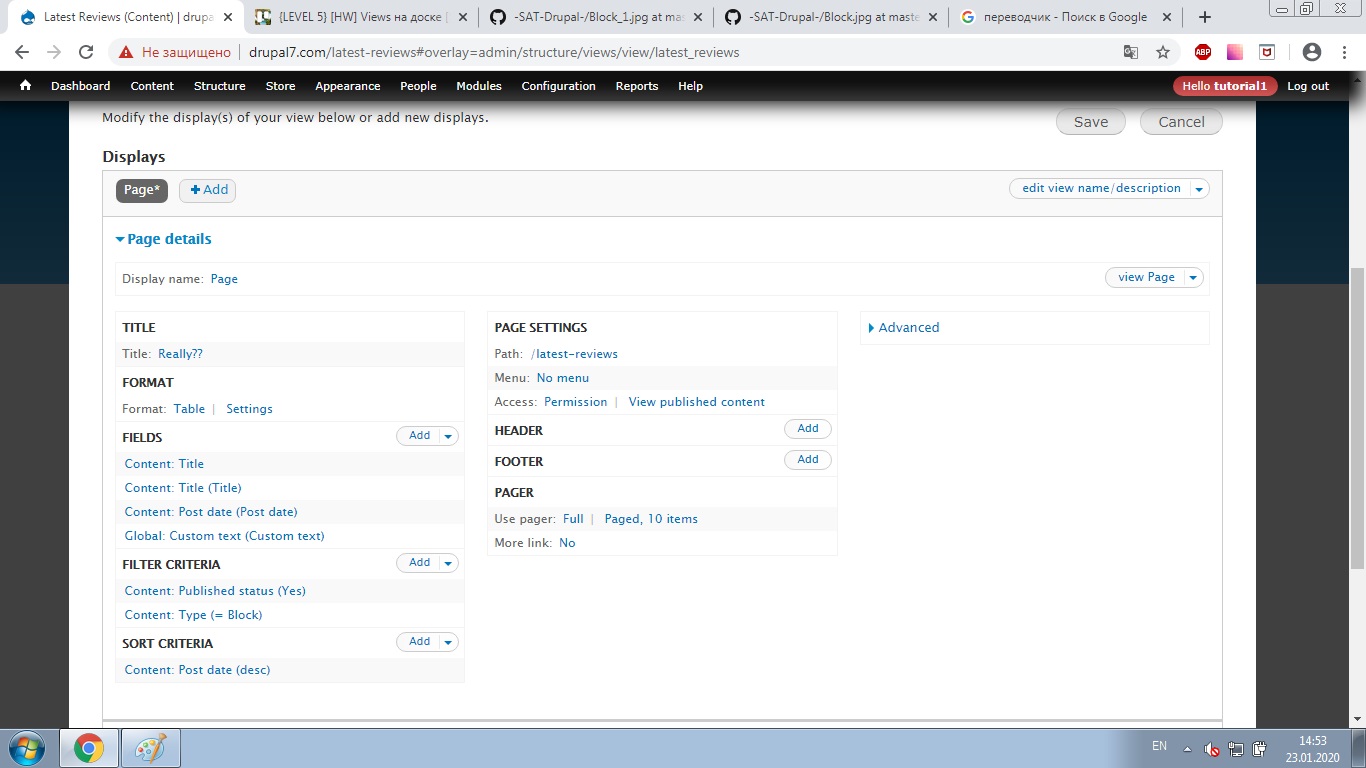 Latest Reviews (Content) | drupa
{LEVEL 5} [HW] Views на доске [
-SAT-Drupal-/Block_1.jpg at mas
-SAT-Drupal-/Block.jpg at maste
переводчик - Поиск в Google
Не защищено | drupal7.com/latest-reviews#overlay=admin/structure/views/view/latest_reviews
ABP
Dashboard Content Structure Store Appearance People Modules Configuration Reports Help Hello tutorial1 Log out
Modify the display(s) of your view below or add new displays.
Save Cancel
Displays
Page* Add edit view name/description
Page details
Display name: Page view Page
TITLE
Title: Really??
FORMAT
Format: Table | Settings
FIELDS Add
Content: Title
Content: Title (Title)
Content: Post date (Post date)
Global: Custom text (Custom text)
FILTER CRITERIA Add
Content: Published status (Yes)
Content: Type (= Block)
SORT CRITERIA Add
Content: Post date (desc)
PAGE SETTINGS
Path: /latest-reviews
Menu: No menu
Access: Permission | View published content
HEADER Add
FOOTER Add
PAGER
Use pager: Full | Paged, 10 items
More link: No
Advanced
EN
14:53
23.01.2020